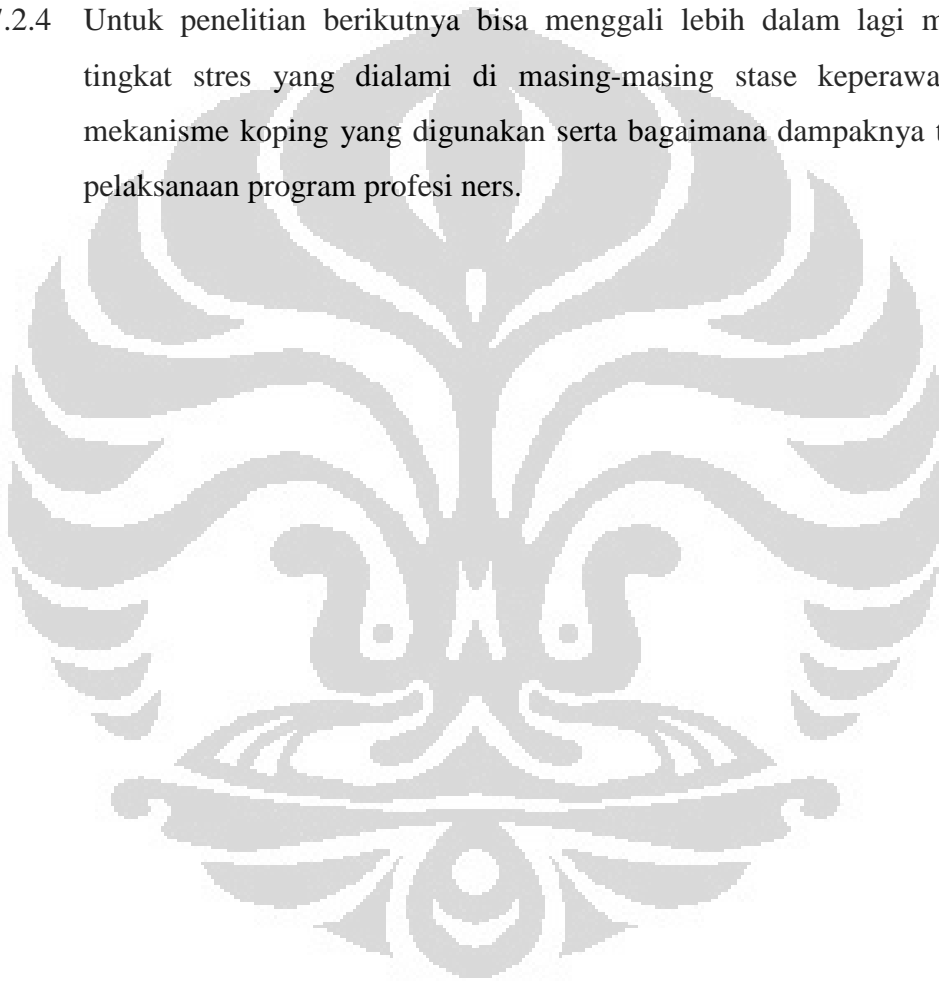 7.2.4 Untuk penelitian berikutnya bisa menggali lebih dalam lagi
tingkat stres yang dialami di masing-masing stase
mekanisme koping yang digunakan serta bagaimana dampaknya
pelaksanaan program profesi ners.